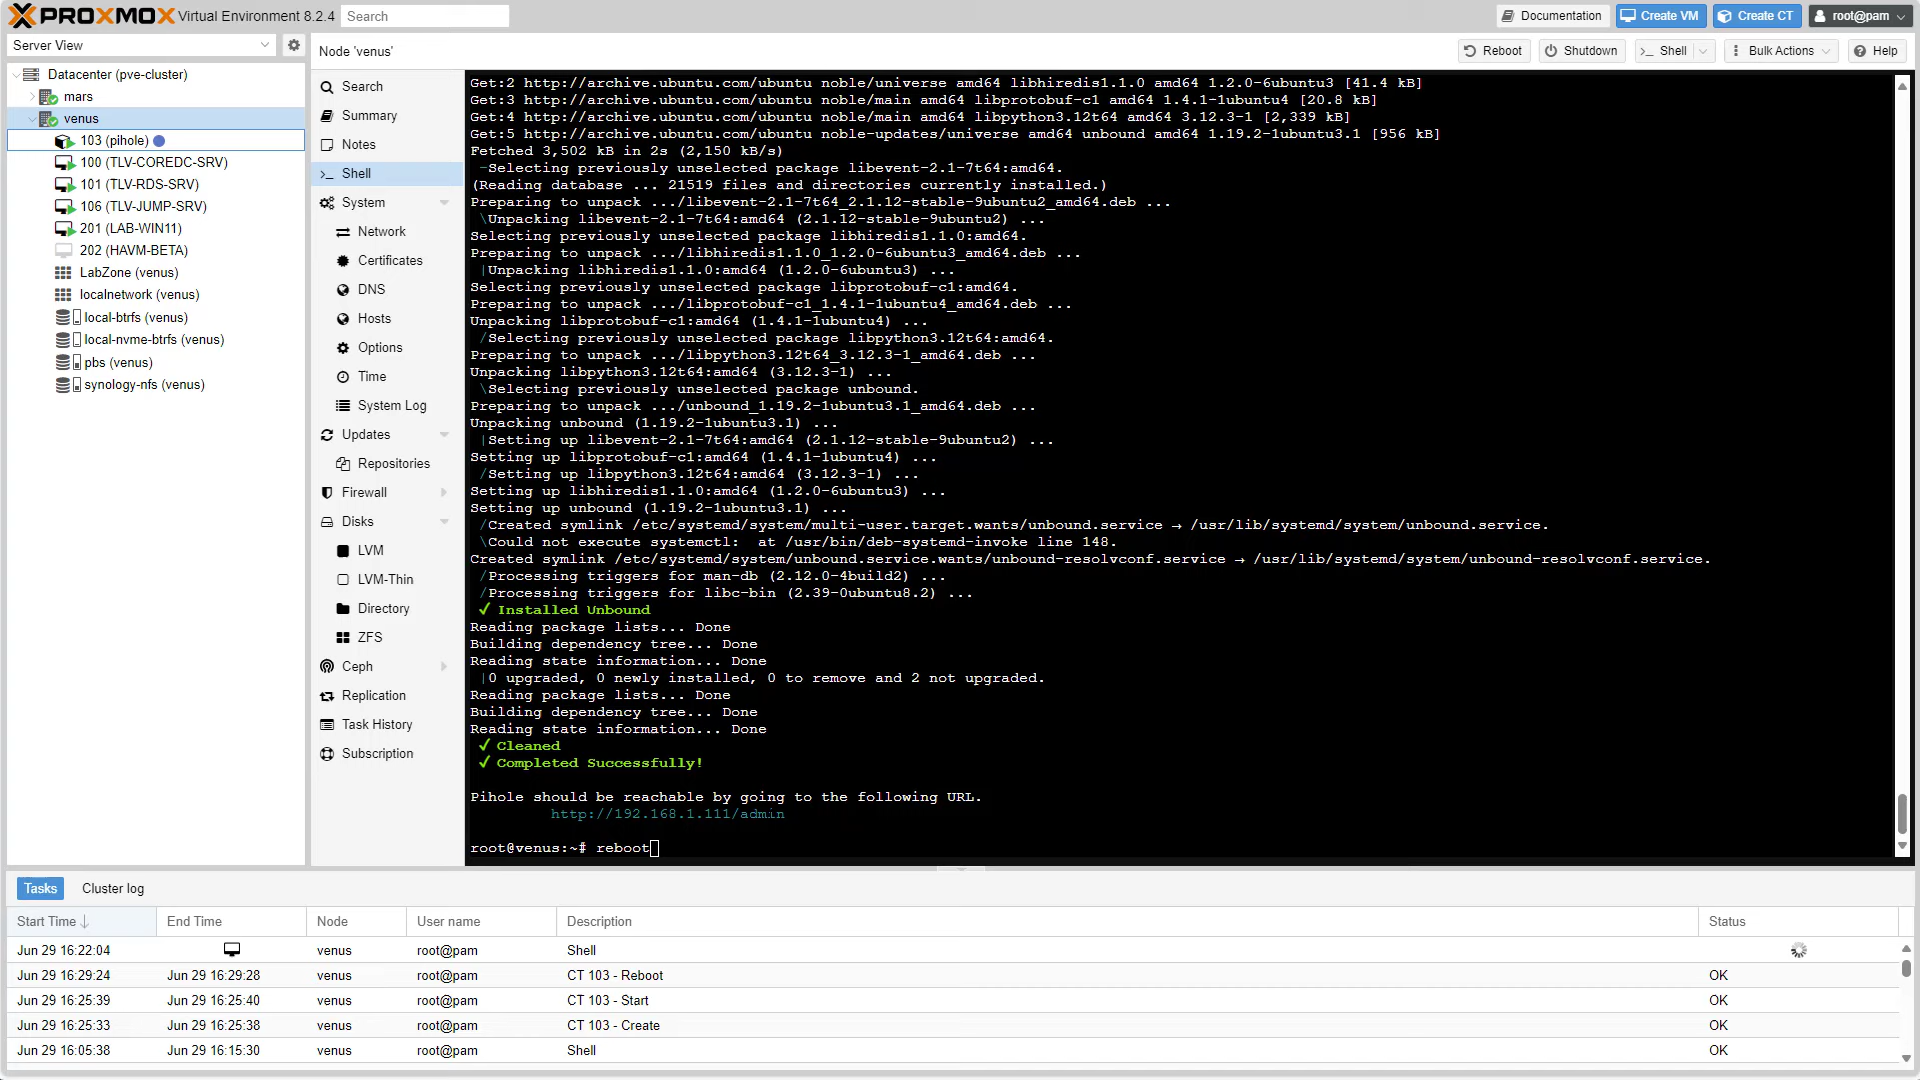 PROXMOX Virtual Environment 8.2.4 Search Documentation Create VM Create CT root@pam
Server View
Node 'venus' Reboot Shutdown >_ Shell Bulk Actions Help
Datacenter (pve-cluster)
mars
venus
103 (pihole)
100 (TLV-COREDC-SRV)
101 (TLV-RDS-SRV)
106 (TLV-JUMP-SRV)
201 (LAB-WIN11)
202 (HAVM-BETA)
LabZone (venus)
localnetwork (venus)
local-btrfs (venus)
local-nvme-btrfs (venus)
pbs (venus)
synology-nfs (venus)
Search
Summary
Notes
>_ Shell
System
Network
Certificates
DNS
Hosts
Options
Time
System Log
Updates
Repositories
Firewall
Disks
LVM
LVM-Thin
Directory
ZFS
Ceph
Replication
Task History
Subscription
Get:2 http://archive.ubuntu.com/ubuntu noble/universe amd64 libhiredis1.1.0 amd64 1.2.0-6ubuntu3 [41.4 kB]
Get:3 http://archive.ubuntu.com/ubuntu noble/main amd64 libprotobuf-c1 amd64 1.4.1-1ubuntu4 [20.8 kB]
Get:4 http://archive.ubuntu.com/ubuntu noble/main amd64 libpython3.12t64 amd64 3.12.3-1 [2,339 kB]
Get:5 http://archive.ubuntu.com/ubuntu noble-updates/universe amd64 unbound amd64 1.19.2-1ubuntu3.1 [956 kB]
Fetched 3,502 kB in 2s (2,150 kB/s)
-Selecting previously unselected package libevent-2.1-7t64:amd64.
(Reading database ... 21519 files and directories currently installed.)
Preparing to unpack .../libevent-2.1-7t64_2.1.12-stable-9ubuntu2_amd64.deb ...
\Unpacking libevent-2.1-7t64:amd64 (2.1.12-stable-9ubuntu2) ...
Selecting previously unselected package libhiredis1.1.0:amd64.
Preparing to unpack .../libhiredis1.1.0_1.2.0-6ubuntu3_amd64.deb ...
|Unpacking libhiredis1.1.0:amd64 (1.2.0-6ubuntu3) ...
Selecting previously unselected package libprotobuf-c1:amd64.
Preparing to unpack .../libprotobuf-c1_1.4.1-1ubuntu4_amd64.deb ...
Unpacking libprotobuf-c1:amd64 (1.4.1-1ubuntu4) ...
/Selecting previously unselected package libpython3.12t64:amd64.
Preparing to unpack .../libpython3.12t64_3.12.3-1_amd64.deb ...
Unpacking libpython3.12t64:amd64 (3.12.3-1) ...
\Selecting previously unselected package unbound.
Preparing to unpack .../unbound_1.19.2-1ubuntu3.1_amd64.deb ...
Unpacking unbound (1.19.2-1ubuntu3.1) ...
|Setting up libevent-2.1-7t64:amd64 (2.1.12-stable-9ubuntu2) ...
Setting up libprotobuf-c1:amd64 (1.4.1-1ubuntu4) ...
/Setting up libpython3.12t64:amd64 (3.12.3-1) ...
Setting up libhiredis1.1.0:amd64 (1.2.0-6ubuntu3) ...
Setting up unbound (1.19.2-1ubuntu3.1) ...
/Created symlink /etc/systemd/system/multi-user.target.wants/unbound.service → /usr/lib/systemd/system/unbound.service.
\Could not execute systemctl:  at /usr/bin/deb-systemd-invoke line 148.
Created symlink /etc/systemd/system/unbound.service.wants/unbound-resolvconf.service → /usr/lib/systemd/system/unbound-resolvconf.service.
/Processing triggers for man-db (2.12.0-4build2) ...
/Processing triggers for libc-bin (2.39-0ubuntu8.2) ...
✓ Installed Unbound
Reading package lists... Done
Building dependency tree... Done
Reading state information... Done
|0 upgraded, 0 newly installed, 0 to remove and 2 not upgraded.
Reading package lists... Done
Building dependency tree... Done
Reading state information... Done
✓ Cleaned
✓ Completed Successfully!
Pihole should be reachable by going to the following URL.
http://192.168.1.111/admin
root@venus:~# reboot
Tasks Cluster log
Start Time ↓ End Time Node User name Description Status
Jun 29 16:22:04 venus root@pam Shell
Jun 29 16:29:24 Jun 29 16:29:28 venus root@pam CT 103 - Reboot OK
Jun 29 16:25:39 Jun 29 16:25:40 venus root@pam CT 103 - Start OK
Jun 29 16:25:33 Jun 29 16:25:38 venus root@pam CT 103 - Create OK
Jun 29 16:05:38 Jun 29 16:15:30 venus root@pam Shell OK